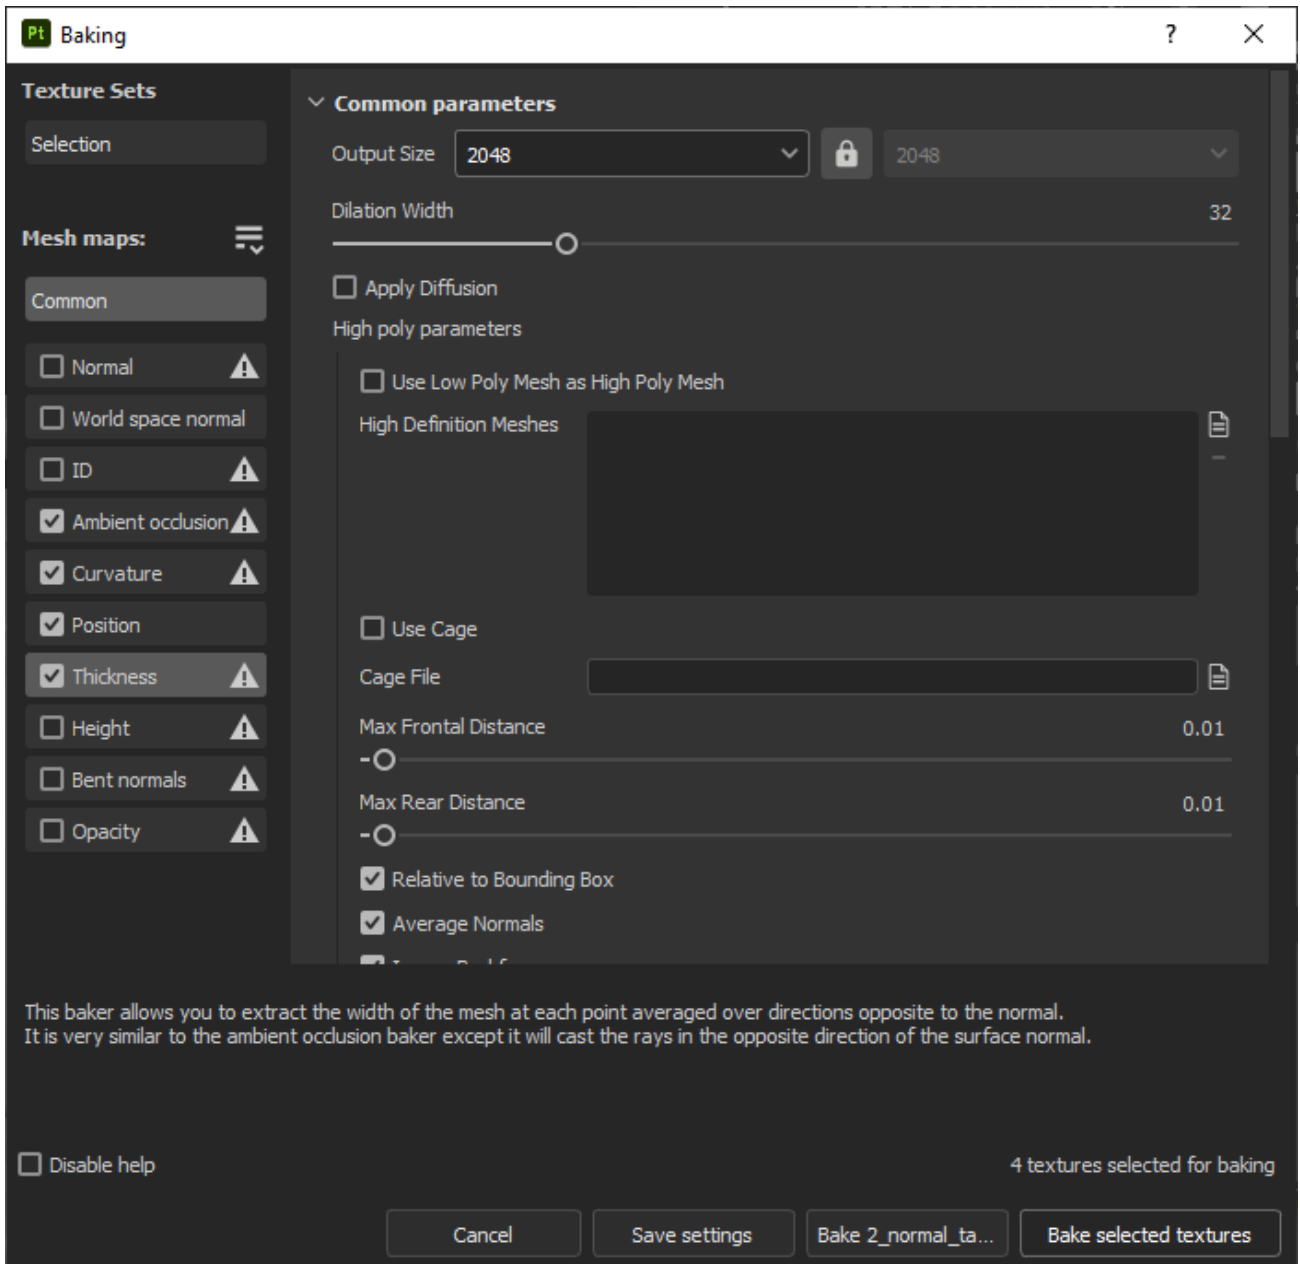 Pt Baking ?
Texture Sets
Selection
Mesh maps:
Common
Normal
World space normal
ID
Ambient occlusion
Curvature
Position
Thickness
Height
Bent normals
Opacity
Common parameters
Output Size 2048 2048
Dilation Width 32
Apply Diffusion
High poly parameters
Use Low Poly Mesh as High Poly Mesh
High Definition Meshes
Use Cage
Cage File
Max Frontal Distance 0.01
Max Rear Distance 0.01
Relative to Bounding Box
Average Normals
This baker allows you to extract the width of the mesh at each point averaged over directions opposite to the normal.
It is very similar to the ambient occlusion baker except it will cast the rays in the opposite direction of the surface normal.
Disable help 4 textures selected for baking
Cancel Save settings Bake 2_normal_ta... Bake selected textures